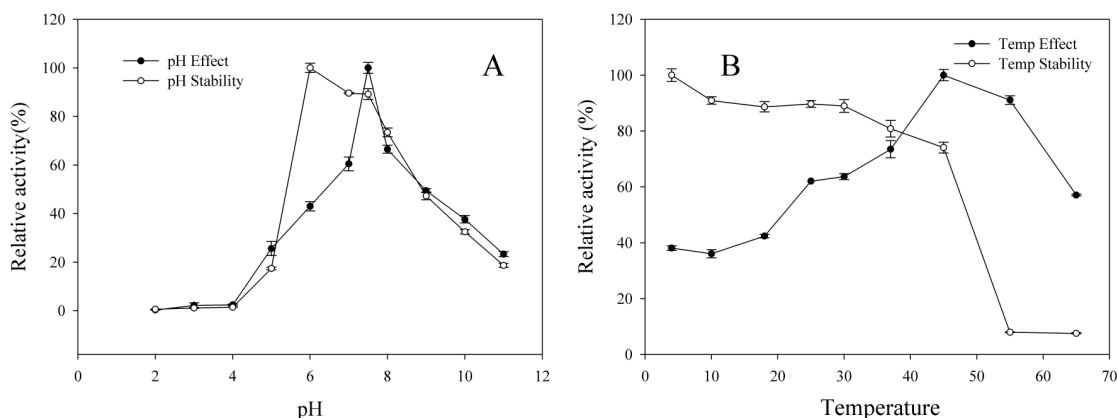 120
100
80
60
40
20
0
Relative activity(%)
pH Effect
pH Stability
A
0 2 4 6 8 10 12
pH
120
100
80
60
40
20
0
Relative activity (%)
B
Temp Effect
Temp Stability
0 10 20 30 40 50 60 70
Temperature